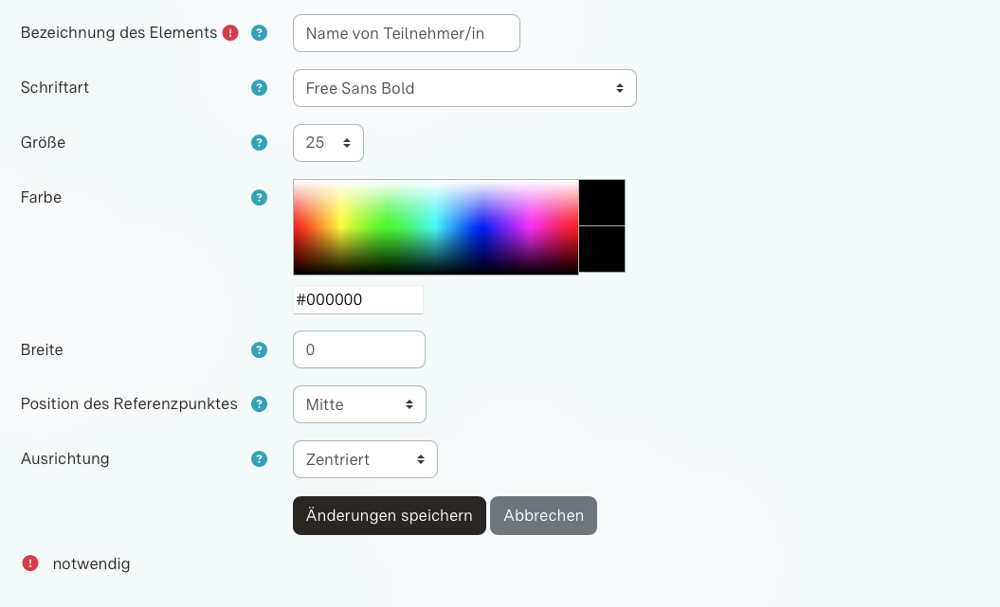 Bezeichnung des Elements ! ? Name von Teilnehmer/in
Schriftart ? Free Sans Bold
Größe ? 25
Farbe ?
#000000
Breite ? 0
Position des Referenzpunktes ? Mitte
Ausrichtung ? Zentriert
Änderungen speichern Abbrechen
! notwendig